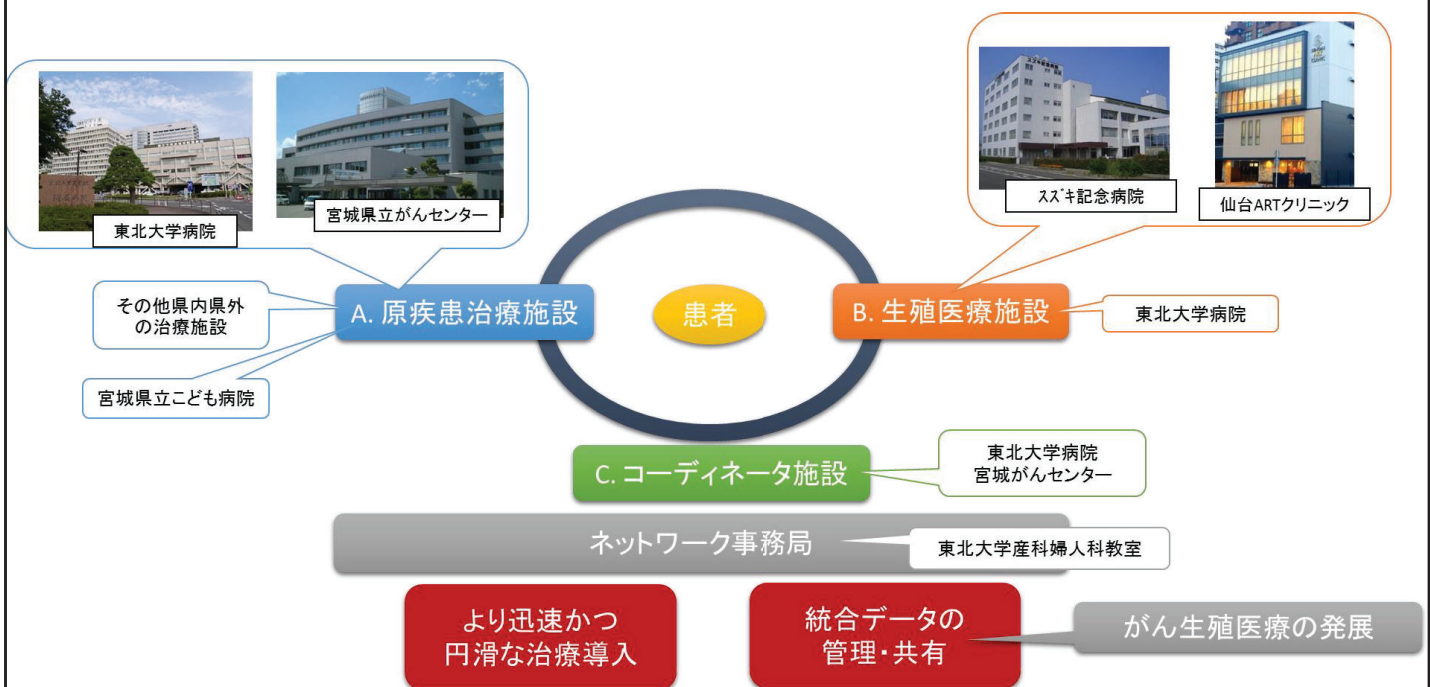 東北大学病院
宮城県立がんセンター
スズキ記念病院
仙台ARTクリニック
その他県内県外
の治療施設
A. 原疾患治療施設
患者
B. 生殖医療施設
東北大学病院
宮城県立こども病院
C. コーディネータ施設
東北大学病院
宮城がんセンター
ネットワーク事務局
東北大学産科婦人科教室
より迅速かつ
円滑な治療導入
統合データの
管理・共有
がん生殖医療の発展